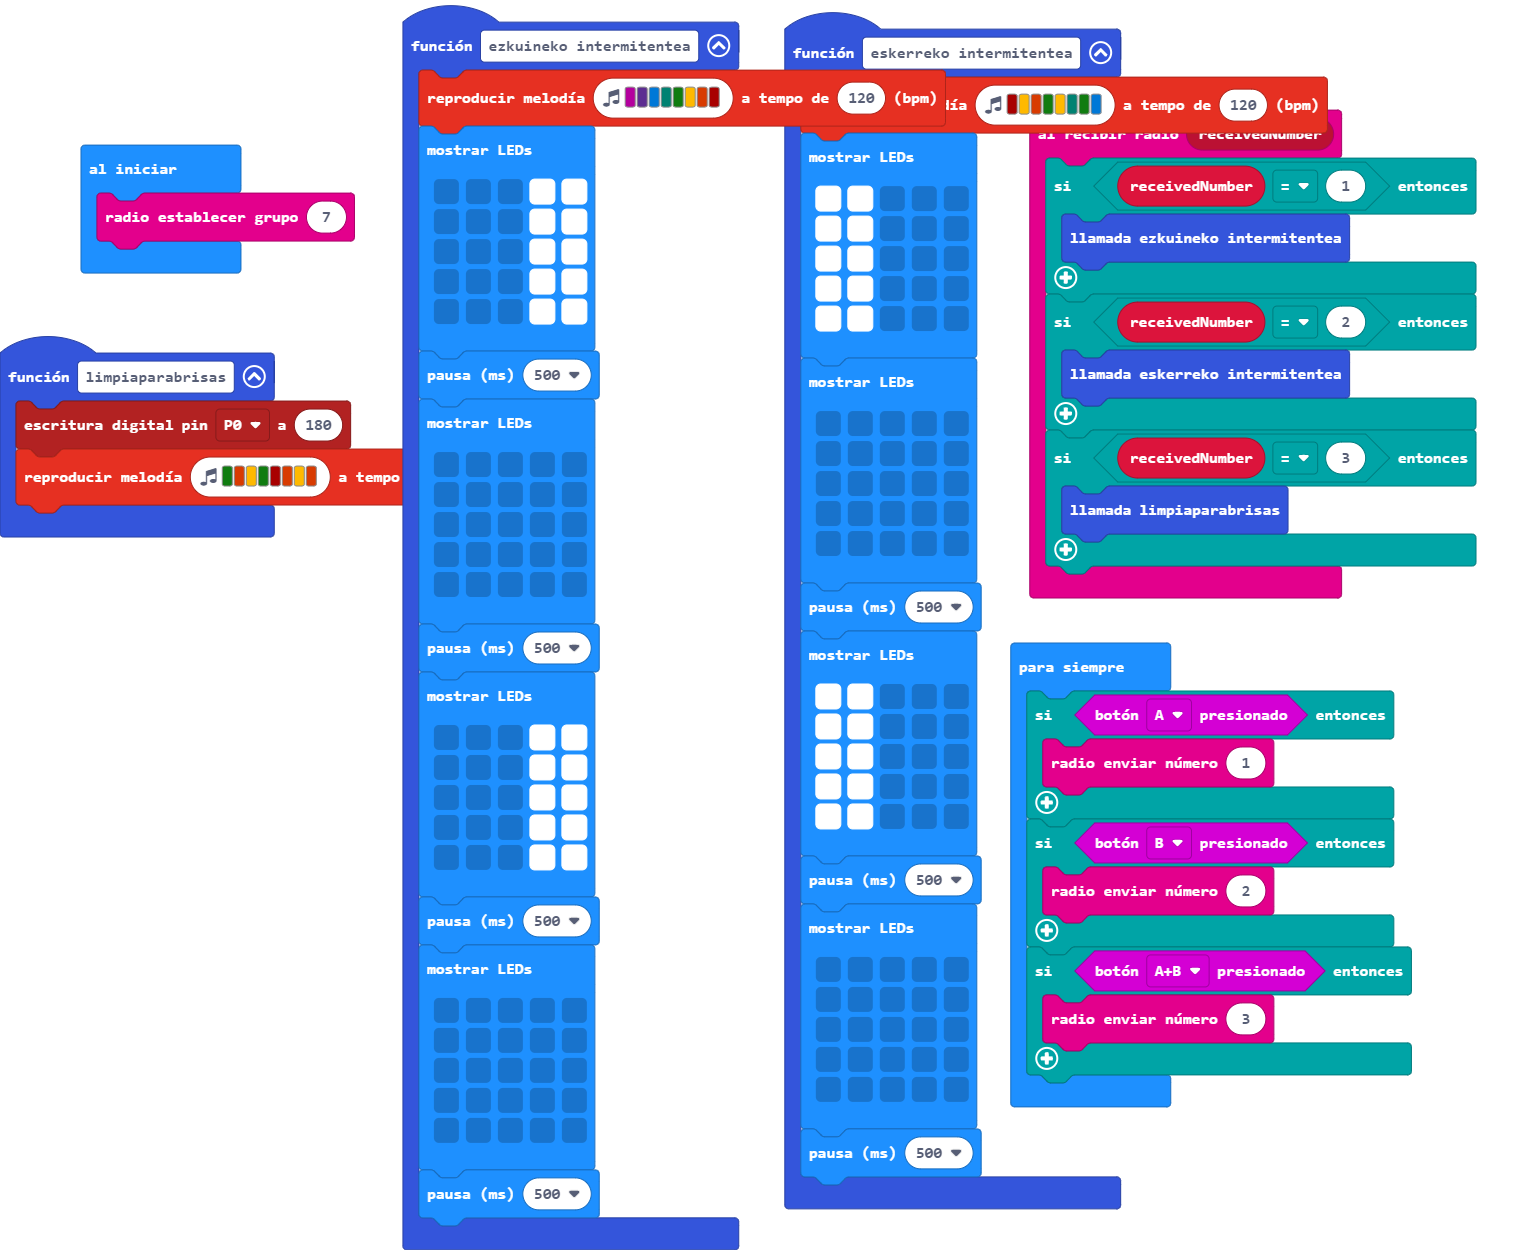 al iniciar
radio establecer grupo 7
función limpiaparabrisas
escritura digital pin P0 a 180
reproducir melodía a tempo
función ezkuineko intermitentea
reproducir melodía a tempo de 120 (bpm)
mostrar LEDs
pausa (ms) 500
mostrar LEDs
pausa (ms) 500
mostrar LEDs
pausa (ms) 500
mostrar LEDs
pausa (ms) 500
función eskerreko intermitentea
día a tempo de 120 (bpm)
mostrar LEDs
mostrar LEDs
pausa (ms) 500
mostrar LEDs
pausa (ms) 500
mostrar LEDs
pausa (ms) 500
al recibir radio receivedNumber
si receivedNumber = 1 entonces
llamada ezkuineko intermitentea
si receivedNumber = 2 entonces
llamada eskerreko intermitentea
si receivedNumber = 3 entonces
llamada limpiaparabrisas
para siempre
si botón A presionado entonces
radio enviar número 1
si botón B presionado entonces
radio enviar número 2
si botón A+B presionado entonces
radio enviar número 3